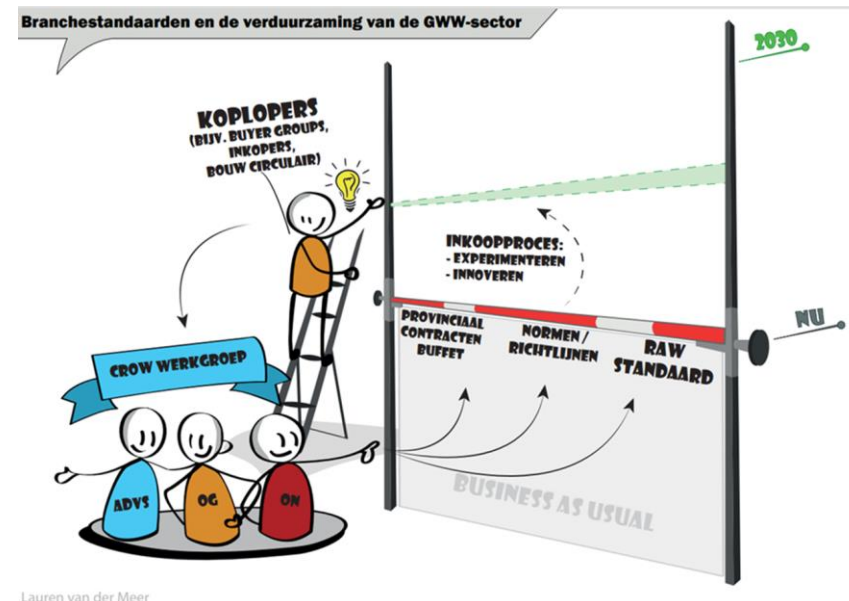 Branchestandaarden en de verduurzaming van de GWW-sector
2030
KOPLOPERS
(BIJV. BUYER GROUPS,
INKOPERS,
BOUW CIRCULAIR)
INKOOPPROCES:
- EXPERIMENTEREN
- INNOVEREN
NU
PROVINCIAAL
CONTRACTEN
BUFFET
NORMEN/
RICHTLIJNEN
RAW
STANDAARD
CROW WERKGROEP
ADVS
OG
ON
BUSINESS AS USUAL
Lauren van der Meer